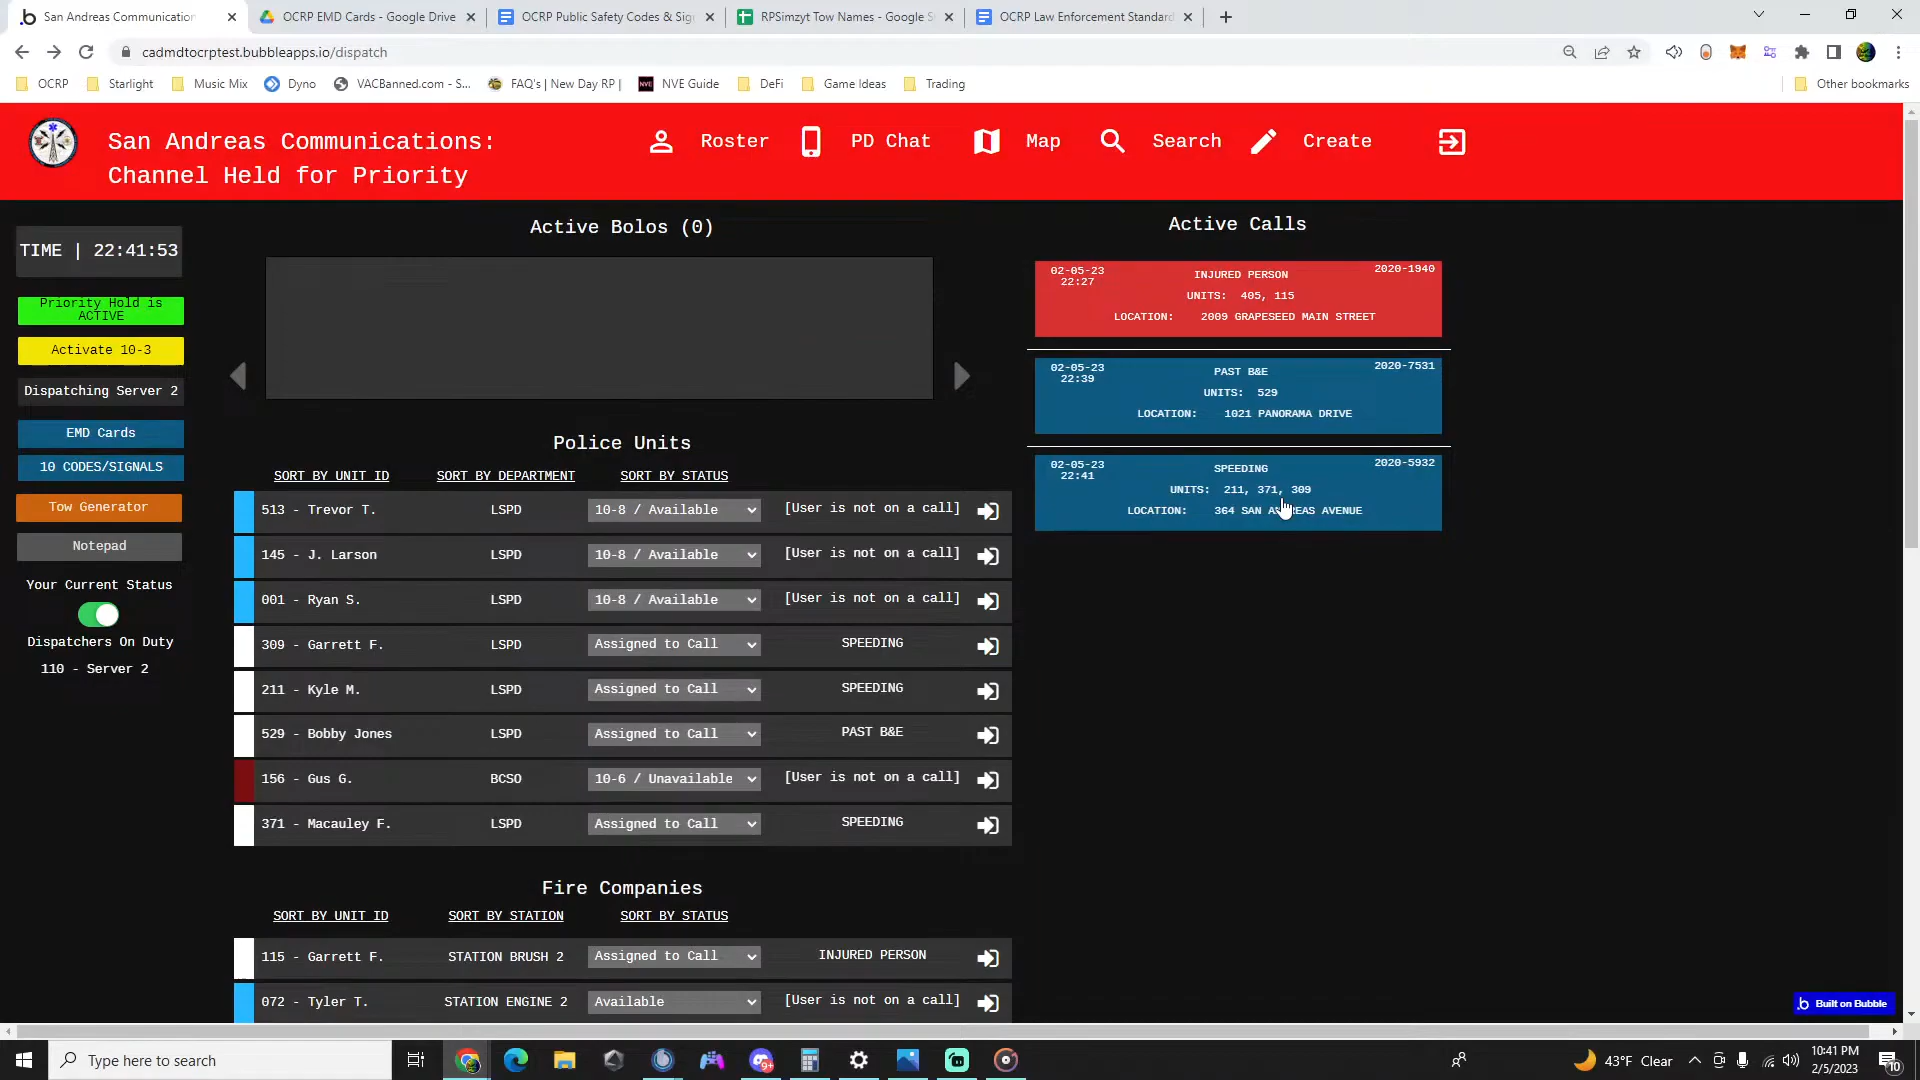 San Andreas Communication
OCRP EMD Cards - Google Drive
OCRP Public Safety Codes & Sig
RPSimzyt Tow Names - Google S
OCRP Law Enforcement Standard
cadmdtocrptest.bubbleapps.io/dispatch
OCRP
Starlight
Music Mix
Dyno
VACBanned.com - S...
FAQ's | New Day RP |
NVE Guide
DeFi
Game Ideas
Trading
Other bookmarks
San Andreas Communications:
Channel Held for Priority
Roster
PD Chat
Map
Search
Create
TIME | 22:41:53
Priority Hold is
ACTIVE
Activate 10-3
Dispatching Server 2
EMD Cards
10 CODES/SIGNALS
Tow Generator
Notepad
Your Current Status
Dispatchers On Duty
110 - Server 2
Active Bolos (0)
Police Units
SORT BY UNIT ID SORT BY DEPARTMENT SORT BY STATUS
513 - Trevor T. LSPD 10-8 / Available [User is not on a call]
145 - J. Larson LSPD 10-8 / Available [User is not on a call]
001 - Ryan S. LSPD 10-8 / Available [User is not on a call]
309 - Garrett F. LSPD Assigned to Call SPEEDING
211 - Kyle M. LSPD Assigned to Call SPEEDING
529 - Bobby Jones LSPD Assigned to Call PAST B&E
156 - Gus G. BCSO 10-6 / Unavailable [User is not on a call]
371 - Macauley F. LSPD Assigned to Call SPEEDING
Fire Companies
SORT BY UNIT ID SORT BY STATION SORT BY STATUS
115 - Garrett F. STATION BRUSH 2 Assigned to Call INJURED PERSON
072 - Tyler T. STATION ENGINE 2 Available [User is not on a call]
Active Calls
02-05-23
22:27
INJURED PERSON
2020-1940
UNITS: 405, 115
LOCATION: 2009 GRAPESEED MAIN STREET
02-05-23
22:39
PAST B&E
2020-7531
UNITS: 529
LOCATION: 1021 PANORAMA DRIVE
02-05-23
22:41
SPEEDING
2020-5932
UNITS: 211, 371, 309
LOCATION: 364 SAN ANDREAS AVENUE
Built on Bubble
Type here to search
9+
43°F Clear
10:41 PM
2/5/2023
10